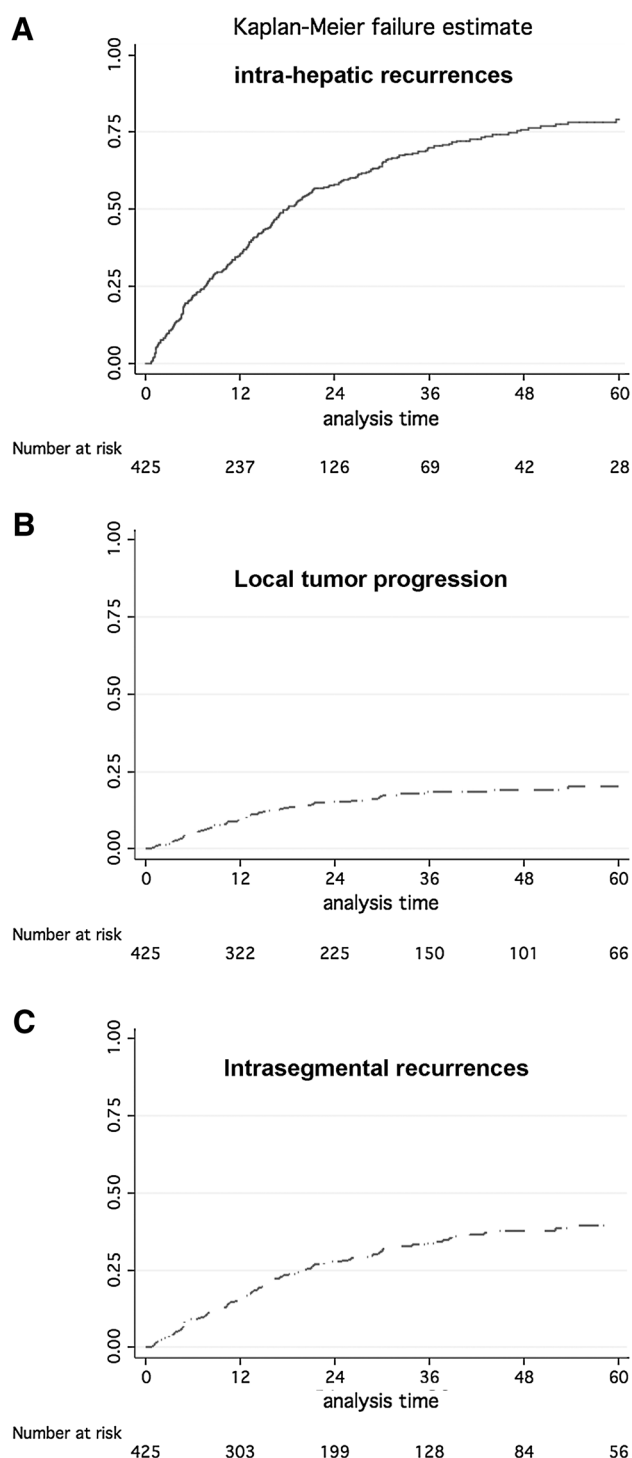 A
Kaplan-Meier failure estimate
intra-hepatic recurrences
1.00
0.75
0.50
0.25
0.00
0 12 24 36 48 60
analysis time
Number at risk
425 237 126 69 42 28
B
Local tumor progression
1.00
0.75
0.50
0.25
0.00
0 12 24 36 48 60
analysis time
Number at risk
425 322 225 150 101 66
C
Intrasegmental recurrences
1.00
0.75
0.50
0.25
0.00
0 12 24 36 48 60
analysis time
Number at risk
425 303 199 128 84 56